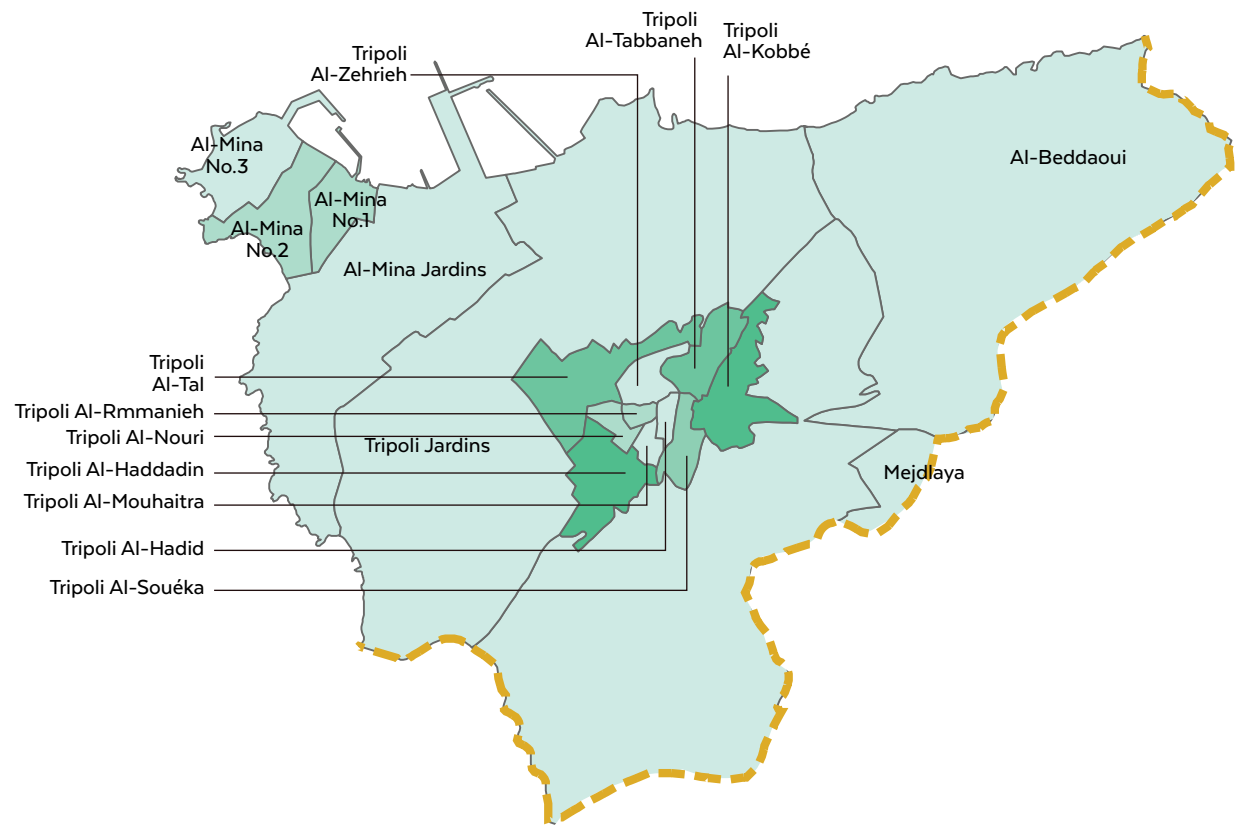 Tripoli
Al-Tabbaneh
Tripoli
Al-Kobbé
Tripoli
Al-Zehrieh
Al-Mina
No.3
Al-Beddaoui
Al-Mina
No.1
Al-Mina
No.2
Al-Mina Jardins
Tripoli
Al-Tal
Tripoli Al-Rmmanieh
Tripoli Al-Nouri
Tripoli Jardins
Tripoli Al-Haddadin
Mejdlaya
Tripoli Al-Mouhaitra
Tripoli Al-Hadid
Tripoli Al-Souéka